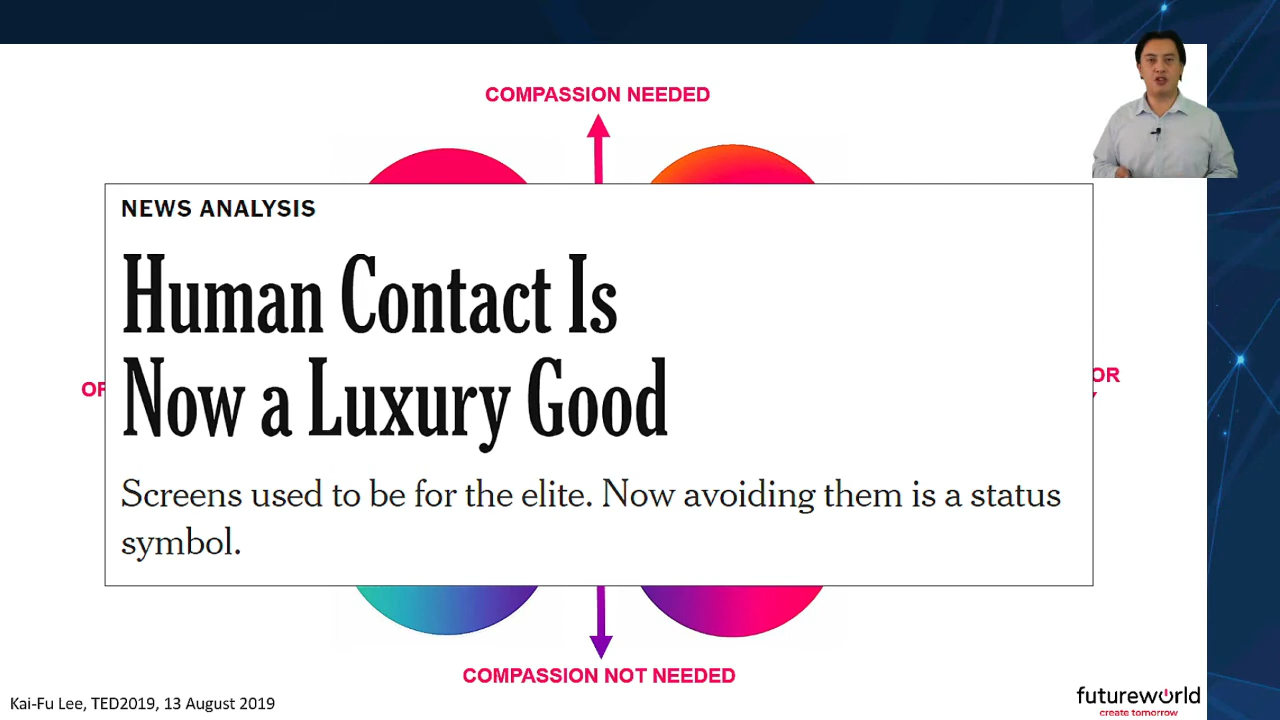 COMPASSION NEEDED
NEWS ANALYSIS
Human Contact Is
Now a Luxury Good
Screens used to be for the elite. Now avoiding them is a status
symbol.
COMPASSION NOT NEEDED
Kai-Fu Lee, TED2019, 13 August 2019
futureworld
create tomorrow